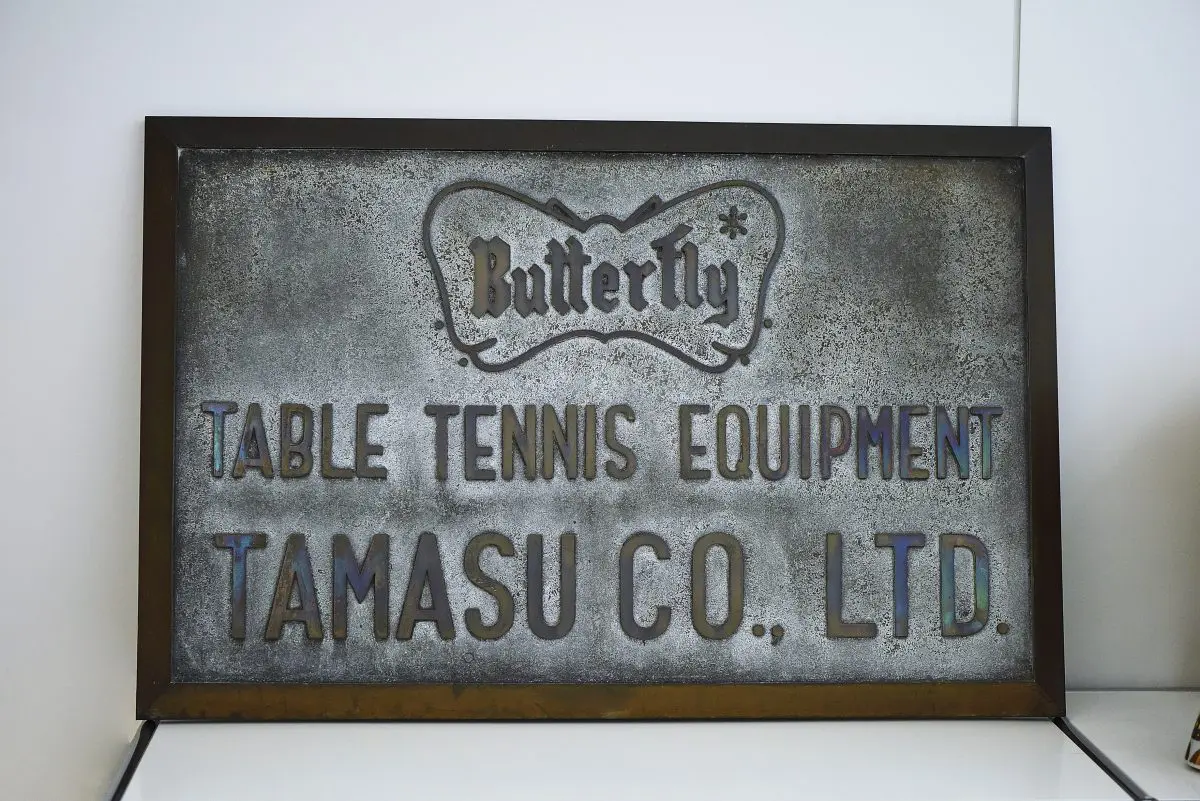 Butterfly*
TABLE TENNIS EQUIPMENT
TAMASU CO., LTD.